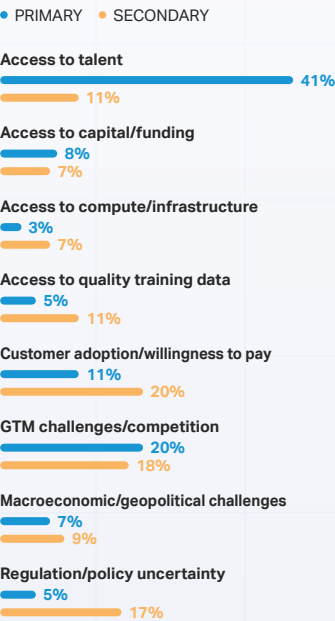 PRIMARY SECONDARY
Access to talent
41%
11%
Access to capital/funding
8%
7%
Access to compute/infrastructure
3%
7%
Access to quality training data
5%
11%
Customer adoption/willingness to pay
11%
20%
GTM challenges/competition
20%
18%
Macroeconomic/geopolitical challenges
7%
9%
Regulation/policy uncertainty
5%
17%